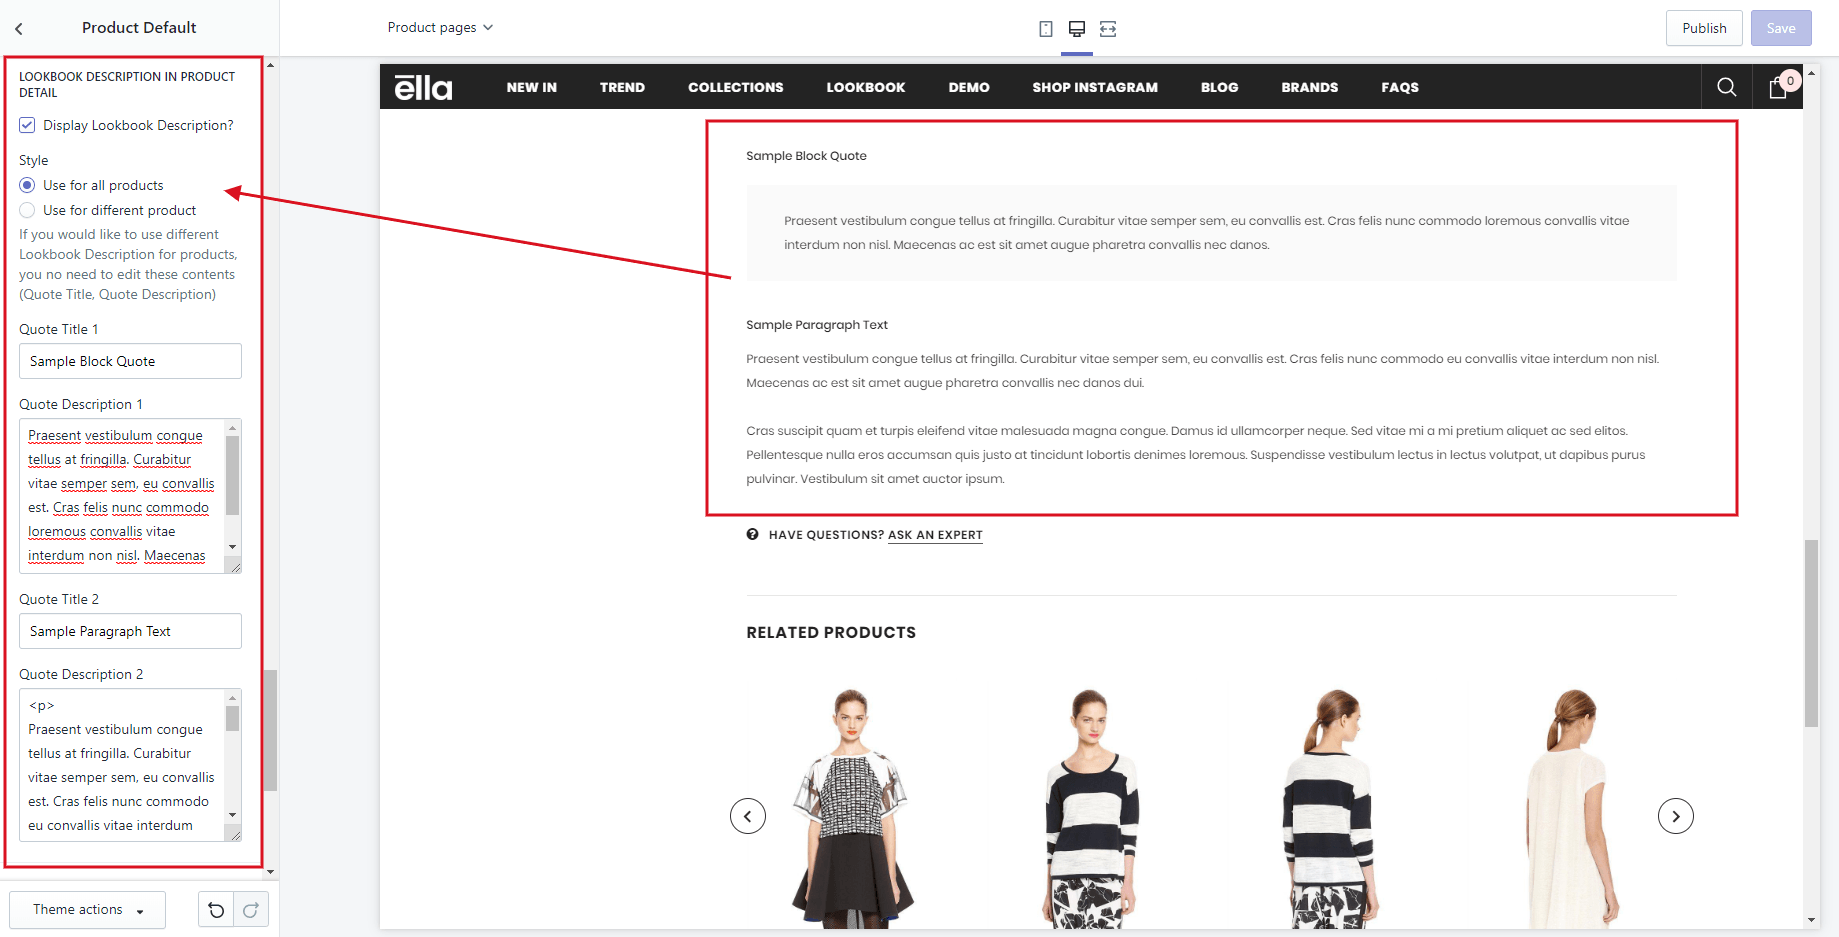 Product Default
Product pages
Publish
Save
LOOKBOOK DESCRIPTION IN PRODUCT
DETAIL
Display Lookbook Description?
Style
Use for all products
Use for different product
If you would like to use different
Lookbook Description for products,
you no need to edit these contents
(Quote Title, Quote Description)
Quote Title 1
Sample Block Quote
Quote Description 1
Praesent vestibulum congue
tellus at fringilla. Curabitur
vitae semper sem, eu convallis
est. Cras felis nunc commodo
loremous convallis vitae
interdum non nisl. Maecenas
Quote Title 2
Sample Paragraph Text
Quote Description 2
<p>
Praesent vestibulum congue
tellus at fringilla. Curabitur
vitae semper sem, eu convallis
est. Cras felis nunc commodo
eu convallis vitae interdum
Theme actions
ella NEW IN TREND COLLECTIONS LOOKBOOK DEMO SHOP INSTAGRAM BLOG BRANDS FAQS 0
Sample Block Quote
Praesent vestibulum congue tellus at fringilla. Curabitur vitae semper sem, eu convallis est. Cras felis nunc commodo loremous convallis vitae
interdum non nisl. Maecenas ac est sit amet augue pharetra convallis nec danos.
Sample Paragraph Text
Praesent vestibulum congue tellus at fringilla. Curabitur vitae semper sem, eu convallis est. Cras felis nunc commodo eu convallis vitae interdum non nisl.
Maecenas ac est sit amet augue pharetra convallis nec danos dui.
Cras suscipit quam et turpis eleifend vitae malesuada magna congue. Damus id ullamcorper neque. Sed vitae mi a mi pretium aliquet ac sed elitos.
Pellentesque nulla eros accumsan quis justo at tincidunt lobortis denimes loremous. Suspendisse vestibulum lectus in lectus volutpat, ut dapibus purus
pulvinar. Vestibulum sit amet auctor ipsum.
HAVE QUESTIONS? ASK AN EXPERT
RELATED PRODUCTS